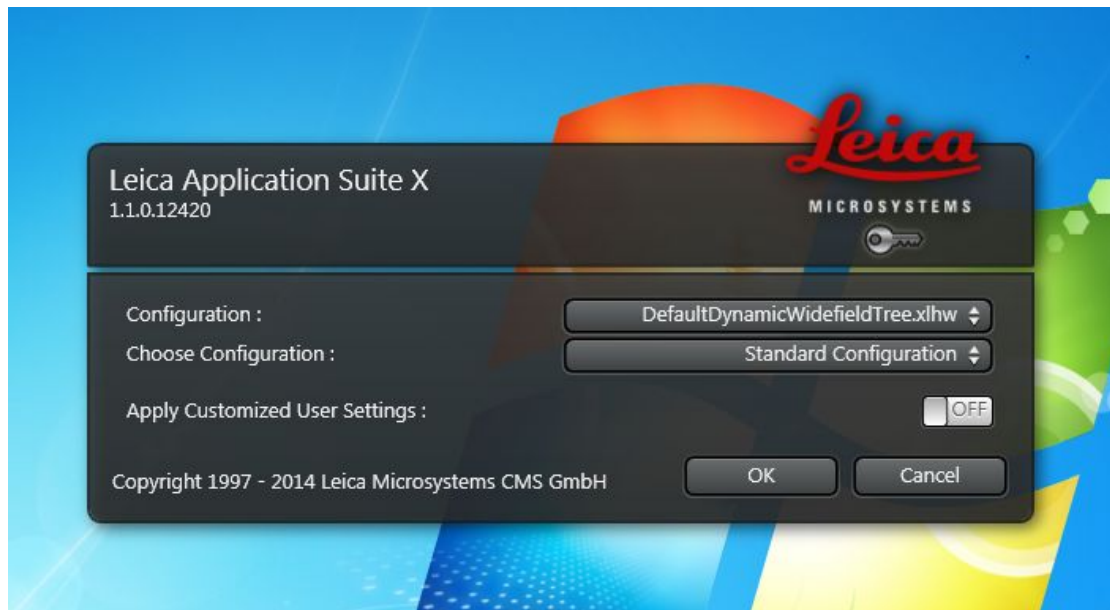 Leica
Leica Application Suite X
1.1.0.12420
MICROSYSTEMS
Configuration : DefaultDynamicWidefieldTree.xlhw
Choose Configuration : Standard Configuration
Apply Customized User Settings : OFF
Copyright 1997 - 2014 Leica Microsystems CMS GmbH OK Cancel